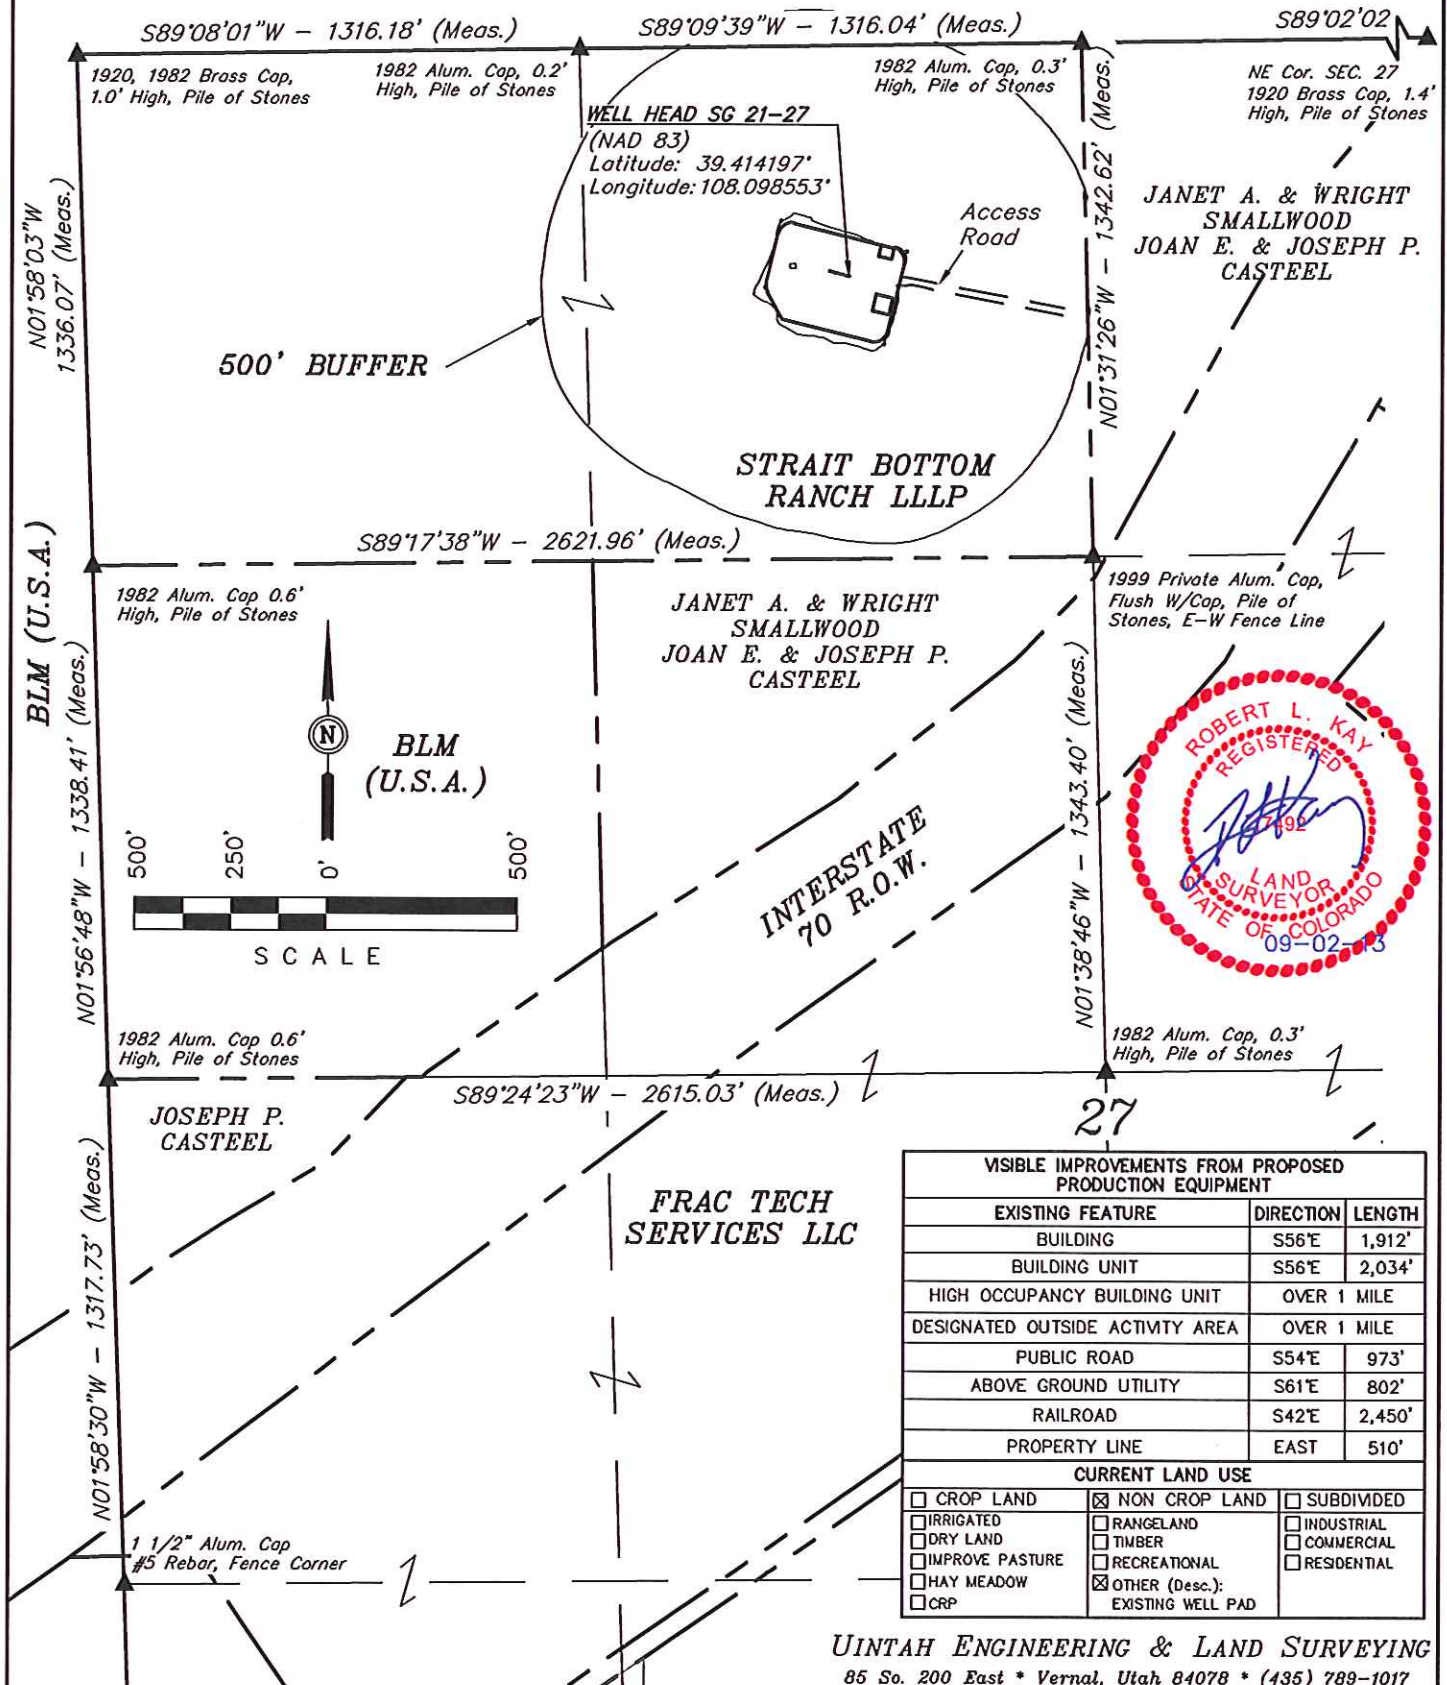 S89°08'01"W - 1316.18' (Meas.)
S89°09'39"W - 1316.04' (Meas.)
S89°02'02
1920, 1982 Brass Cap,
1.0' High, Pile of Stones
1982 Alum. Cap, 0.2'
High, Pile of Stones
1982 Alum. Cap, 0.3'
High, Pile of Stones
NE Cor. SEC. 27
1920 Brass Cap, 1.4'
High, Pile of Stones
WELL HEAD SG 21-27
(NAD 83)
Latitude: 39.414197°
Longitude: 108.098553°
N01°58'03"W
1336.07' (Meas.)
Access
Road
N01°31'26"W - 1342.62' (Meas.)
JANET A. & WRIGHT
SMALLWOOD
JOAN E. & JOSEPH P.
CASTEEL
500' BUFFER
STRAIT BOTTOM
RANCH LLLP
S89°17'38"W - 2621.96' (Meas.)
BLM (U.S.A.)
1982 Alum. Cap 0.6'
High, Pile of Stones
1999 Private Alum. Cap,
Flush W/Cap, Pile of
Stones, E-W Fence Line
JANET A. & WRIGHT
SMALLWOOD
JOAN E. & JOSEPH P.
CASTEEL
N01°56'48"W - 1338.41' (Meas.)
N
BLM
(U.S.A.)
500'
250'
0'
500'
SCALE
INTERSTATE
70 R.O.W.
N01°38'46"W - 1343.40' (Meas.)
ROBERT L. KAY
REGISTERED
7492
LAND
SURVEYOR
STATE OF COLORADO
09-02-13
1982 Alum. Cap 0.6'
High, Pile of Stones
1982 Alum. Cap, 0.3'
High, Pile of Stones
S89°24'23"W - 2615.03' (Meas.)
27
JOSEPH P.
CASTEEL
N01°58'30"W - 1317.73' (Meas.)
FRAC TECH
SERVICES LLC
VISIBLE IMPROVEMENTS FROM PROPOSED
PRODUCTION EQUIPMENT
EXISTING FEATURE DIRECTION LENGTH
BUILDING S56°E 1,912'
BUILDING UNIT S56°E 2,034'
HIGH OCCUPANCY BUILDING UNIT OVER 1 MILE
DESIGNATED OUTSIDE ACTIVITY AREA OVER 1 MILE
PUBLIC ROAD S54°E 973'
ABOVE GROUND UTILITY S61°E 802'
RAILROAD S42°E 2,450'
PROPERTY LINE EAST 510'
CURRENT LAND USE
☐ CROP LAND ☒ NON CROP LAND ☐ SUBDIVIDED
☐ IRRIGATED ☐ RANGELAND ☐ INDUSTRIAL
☐ DRY LAND ☐ TIMBER ☐ COMMERCIAL
☐ IMPROVE PASTURE ☐ RECREATIONAL ☐ RESIDENTIAL
☐ HAY MEADOW ☒ OTHER (Desc.):
☐ CRP EXISTING WELL PAD
1 1/2" Alum. Cap
#5 Rebar, Fence Corner
UINTAH ENGINEERING & LAND SURVEYING
85 So. 200 East * Vernal, Utah 84078 * (435) 789-1017